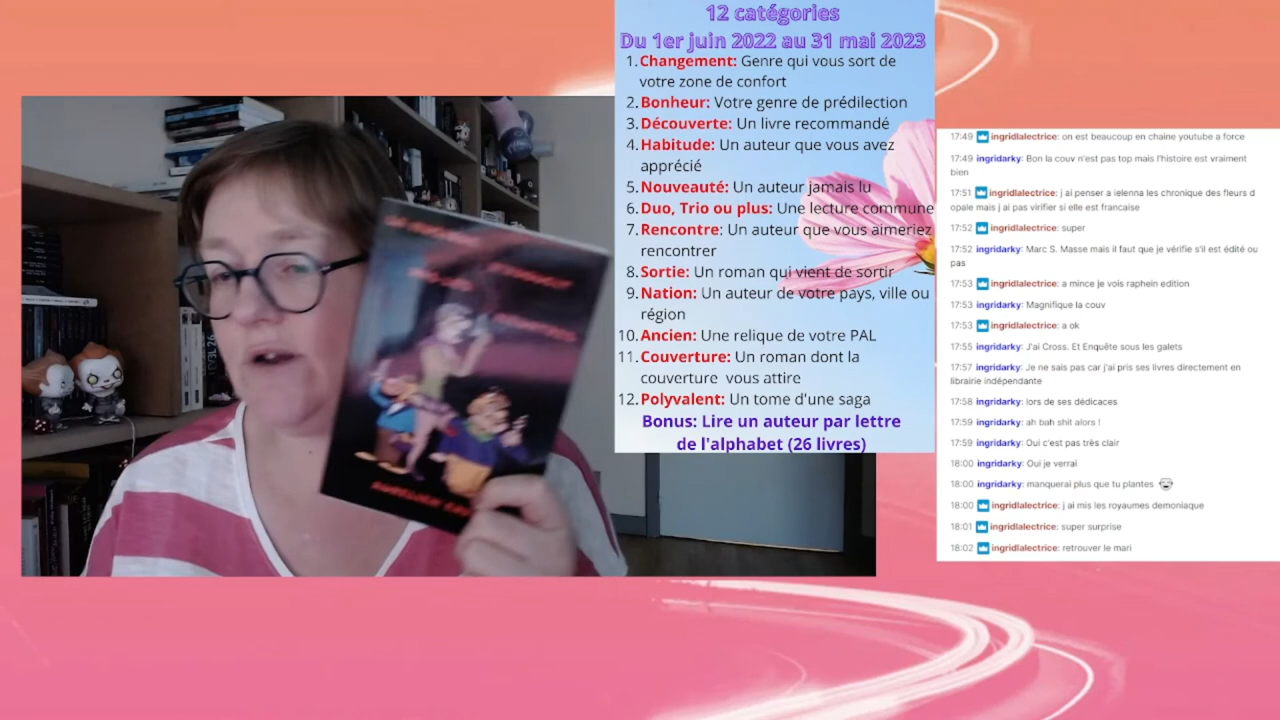 12 catégories
Du 1er juin 2022 au 31 mai 2023
1. Changement: Genre qui vous sort de
votre zone de confort
2. Bonheur: Votre genre de prédilection
3. Découverte: Un livre recommandé
4. Habitude: Un auteur que vous avez
apprécié
5. Nouveauté: Un auteur jamais lu
6. Duo, Trio ou plus: Une lecture commune
7. Rencontre: Un auteur que vous aimeriez
rencontrer
8. Sortie: Un roman qui vient de sortir
9. Nation: Un auteur de votre pays, ville ou
région
10. Ancien: Une relique de votre PAL
11. Couverture: Un roman dont la
couverture vous attire
12. Polyvalent: Un tome d'une saga
Bonus: Lire un auteur par lettre
de l'alphabet (26 livres)
17:49 ingridlalectrice: on est beaucoup en chaine youtube a force
17:49 ingridarky: Bon la couv n'est pas top mais l'histoire est vraiment
bien
17:51 ingridlalectrice: j ai penser a ielenna les chronique des fleurs d
opale mais j ai pas virifier si elle est francaise
17:52 ingridlalectrice: super
17:52 ingridarky: Marc S. Masse mais il faut que je vérifie s'il est édité ou
pas
17:53 ingridlalectrice: a mince je vois raphein edition
17:53 ingridarky: Magnifique la couv
17:53 ingridlalectrice: a ok
17:55 ingridarky: J'ai Cross. Et Enquête sous les galets
17:57 ingridarky: Je ne sais pas car j'ai pris ses livres directement en
librairie indépendante
17:58 ingridarky: lors de ses dédicaces
17:59 ingridarky: ah bah shit alors !
17:59 ingridarky: Oui c'est pas très clair
18:00 ingridarky: Oui je verrai
18:00 ingridarky: manquerai plus que tu plantes
18:00 ingridlalectrice: j ai mis les royaumes demoniaque
18:01 ingridlalectrice: super surprise
18:02 ingridlalectrice: retrouver le mari